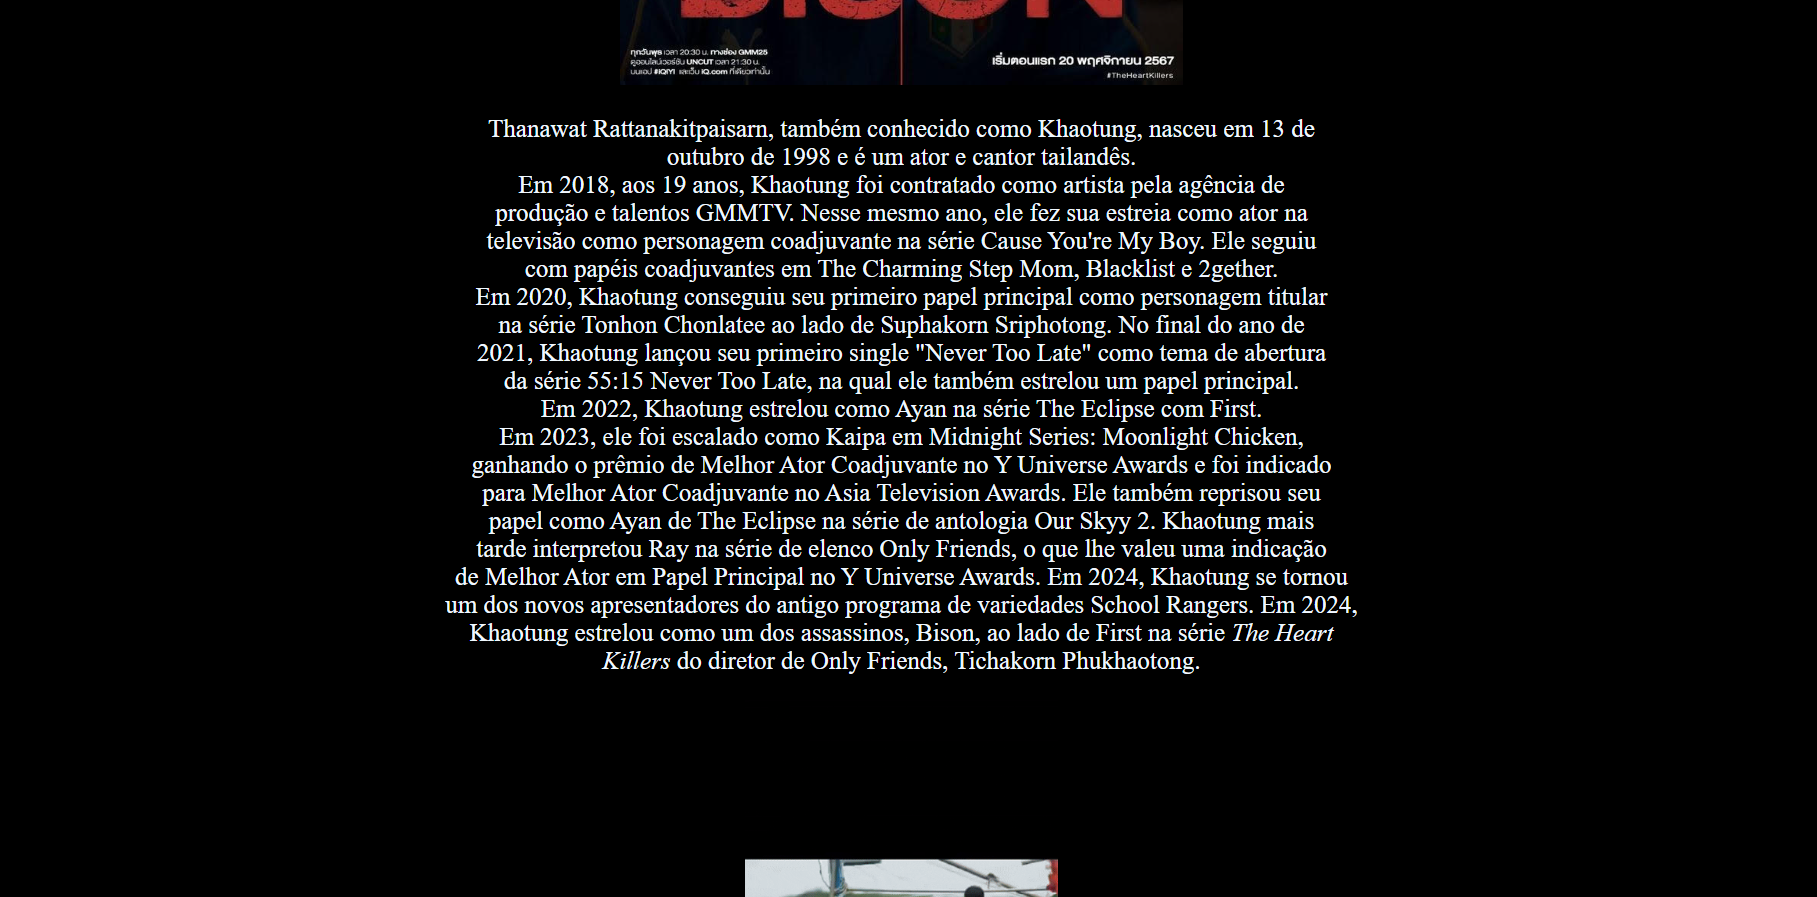 BISON
ทุกวันพุธ เวลา 20:30 น. ทางช่อง GMM25
ดูออนไลน์เวอร์ชัน UNCUT เวลา 21:30 น.
บนแอป #iQIYI และเว็บ iQ.com ที่เดียวเท่านั้น
เริ่มตอนแรก 20 พฤศจิกายน 2567
#TheHeartKillers
Thanawat Rattanakitpaisarn, também conhecido como Khaotung, nasceu em 13 de
outubro de 1998 e é um ator e cantor tailandês.
Em 2018, aos 19 anos, Khaotung foi contratado como artista pela agência de
produção e talentos GMMTV. Nesse mesmo ano, ele fez sua estreia como ator na
televisão como personagem coadjuvante na série Cause You're My Boy. Ele seguiu
com papéis coadjuvantes em The Charming Step Mom, Blacklist e 2gether.
Em 2020, Khaotung conseguiu seu primeiro papel principal como personagem titular
na série Tonhon Chonlatee ao lado de Suphakorn Sriphotong. No final do ano de
2021, Khaotung lançou seu primeiro single "Never Too Late" como tema de abertura
da série 55:15 Never Too Late, na qual ele também estrelou um papel principal.
Em 2022, Khaotung estrelou como Ayan na série The Eclipse com First.
Em 2023, ele foi escalado como Kaipa em Midnight Series: Moonlight Chicken,
ganhando o prêmio de Melhor Ator Coadjuvante no Y Universe Awards e foi indicado
para Melhor Ator Coadjuvante no Asia Television Awards. Ele também reprisou seu
papel como Ayan de The Eclipse na série de antologia Our Skyy 2. Khaotung mais
tarde interpretou Ray na série de elenco Only Friends, o que lhe valeu uma indicação
de Melhor Ator em Papel Principal no Y Universe Awards. Em 2024, Khaotung se tornou
um dos novos apresentadores do antigo programa de variedades School Rangers. Em 2024,
Khaotung estrelou como um dos assassinos, Bison, ao lado de First na série The Heart
Killers do diretor de Only Friends, Tichakorn Phukhaotong.